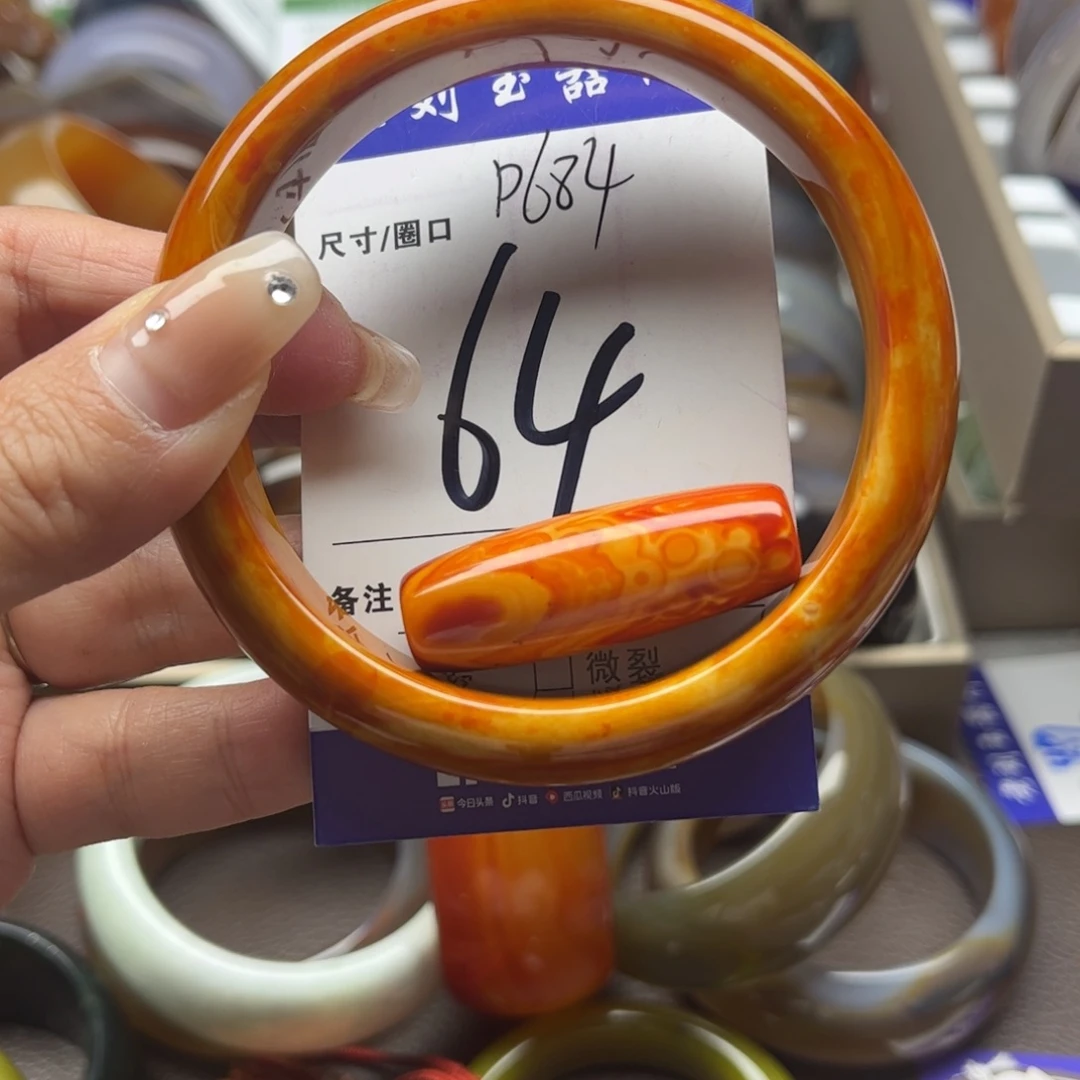 刘玉器
P684
尺寸/圈口
64
备注
微裂
今日头条 抖音 西瓜视频 抖音火山版